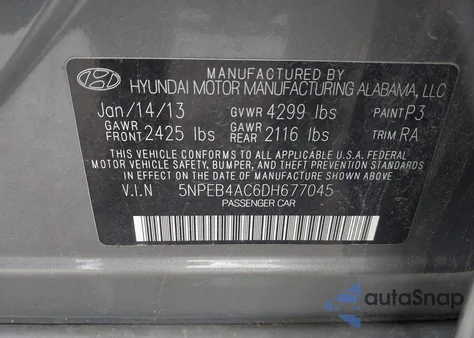 MANUFACTURED BY
HYUNDAI MOTOR MANUFACTURING ALABAMA, LLC
Jan/14/13 GVWR 4299 lbs PAINT P3
GAWR FRONT 2425 lbs GAWR REAR 2116 lbs TRIM RA
THIS VEHICLE CONFORMS TO ALL APPLICABLE U.S.A. FEDERAL
MOTOR VEHICLE SAFETY, BUMPER, AND THEFT PREVENTION STANDARDS
IN EFFECT ON THE DATE OF MANUFACTURE SHOWN ABOVE.
V.I.N 5NPEB4AC6DH677045
PASSENGER CAR
autoSnap